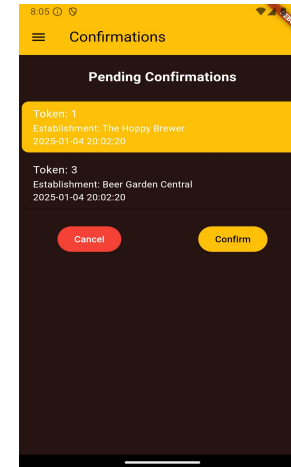 8:05
Confirmations
Pending Confirmations
Token: 1
Establishment: The Hoppy Brewer
2025-01-04 20:02:20
Token: 3
Establishment: Beer Garden Central
2025-01-04 20:02:20
Cancel
Confirm